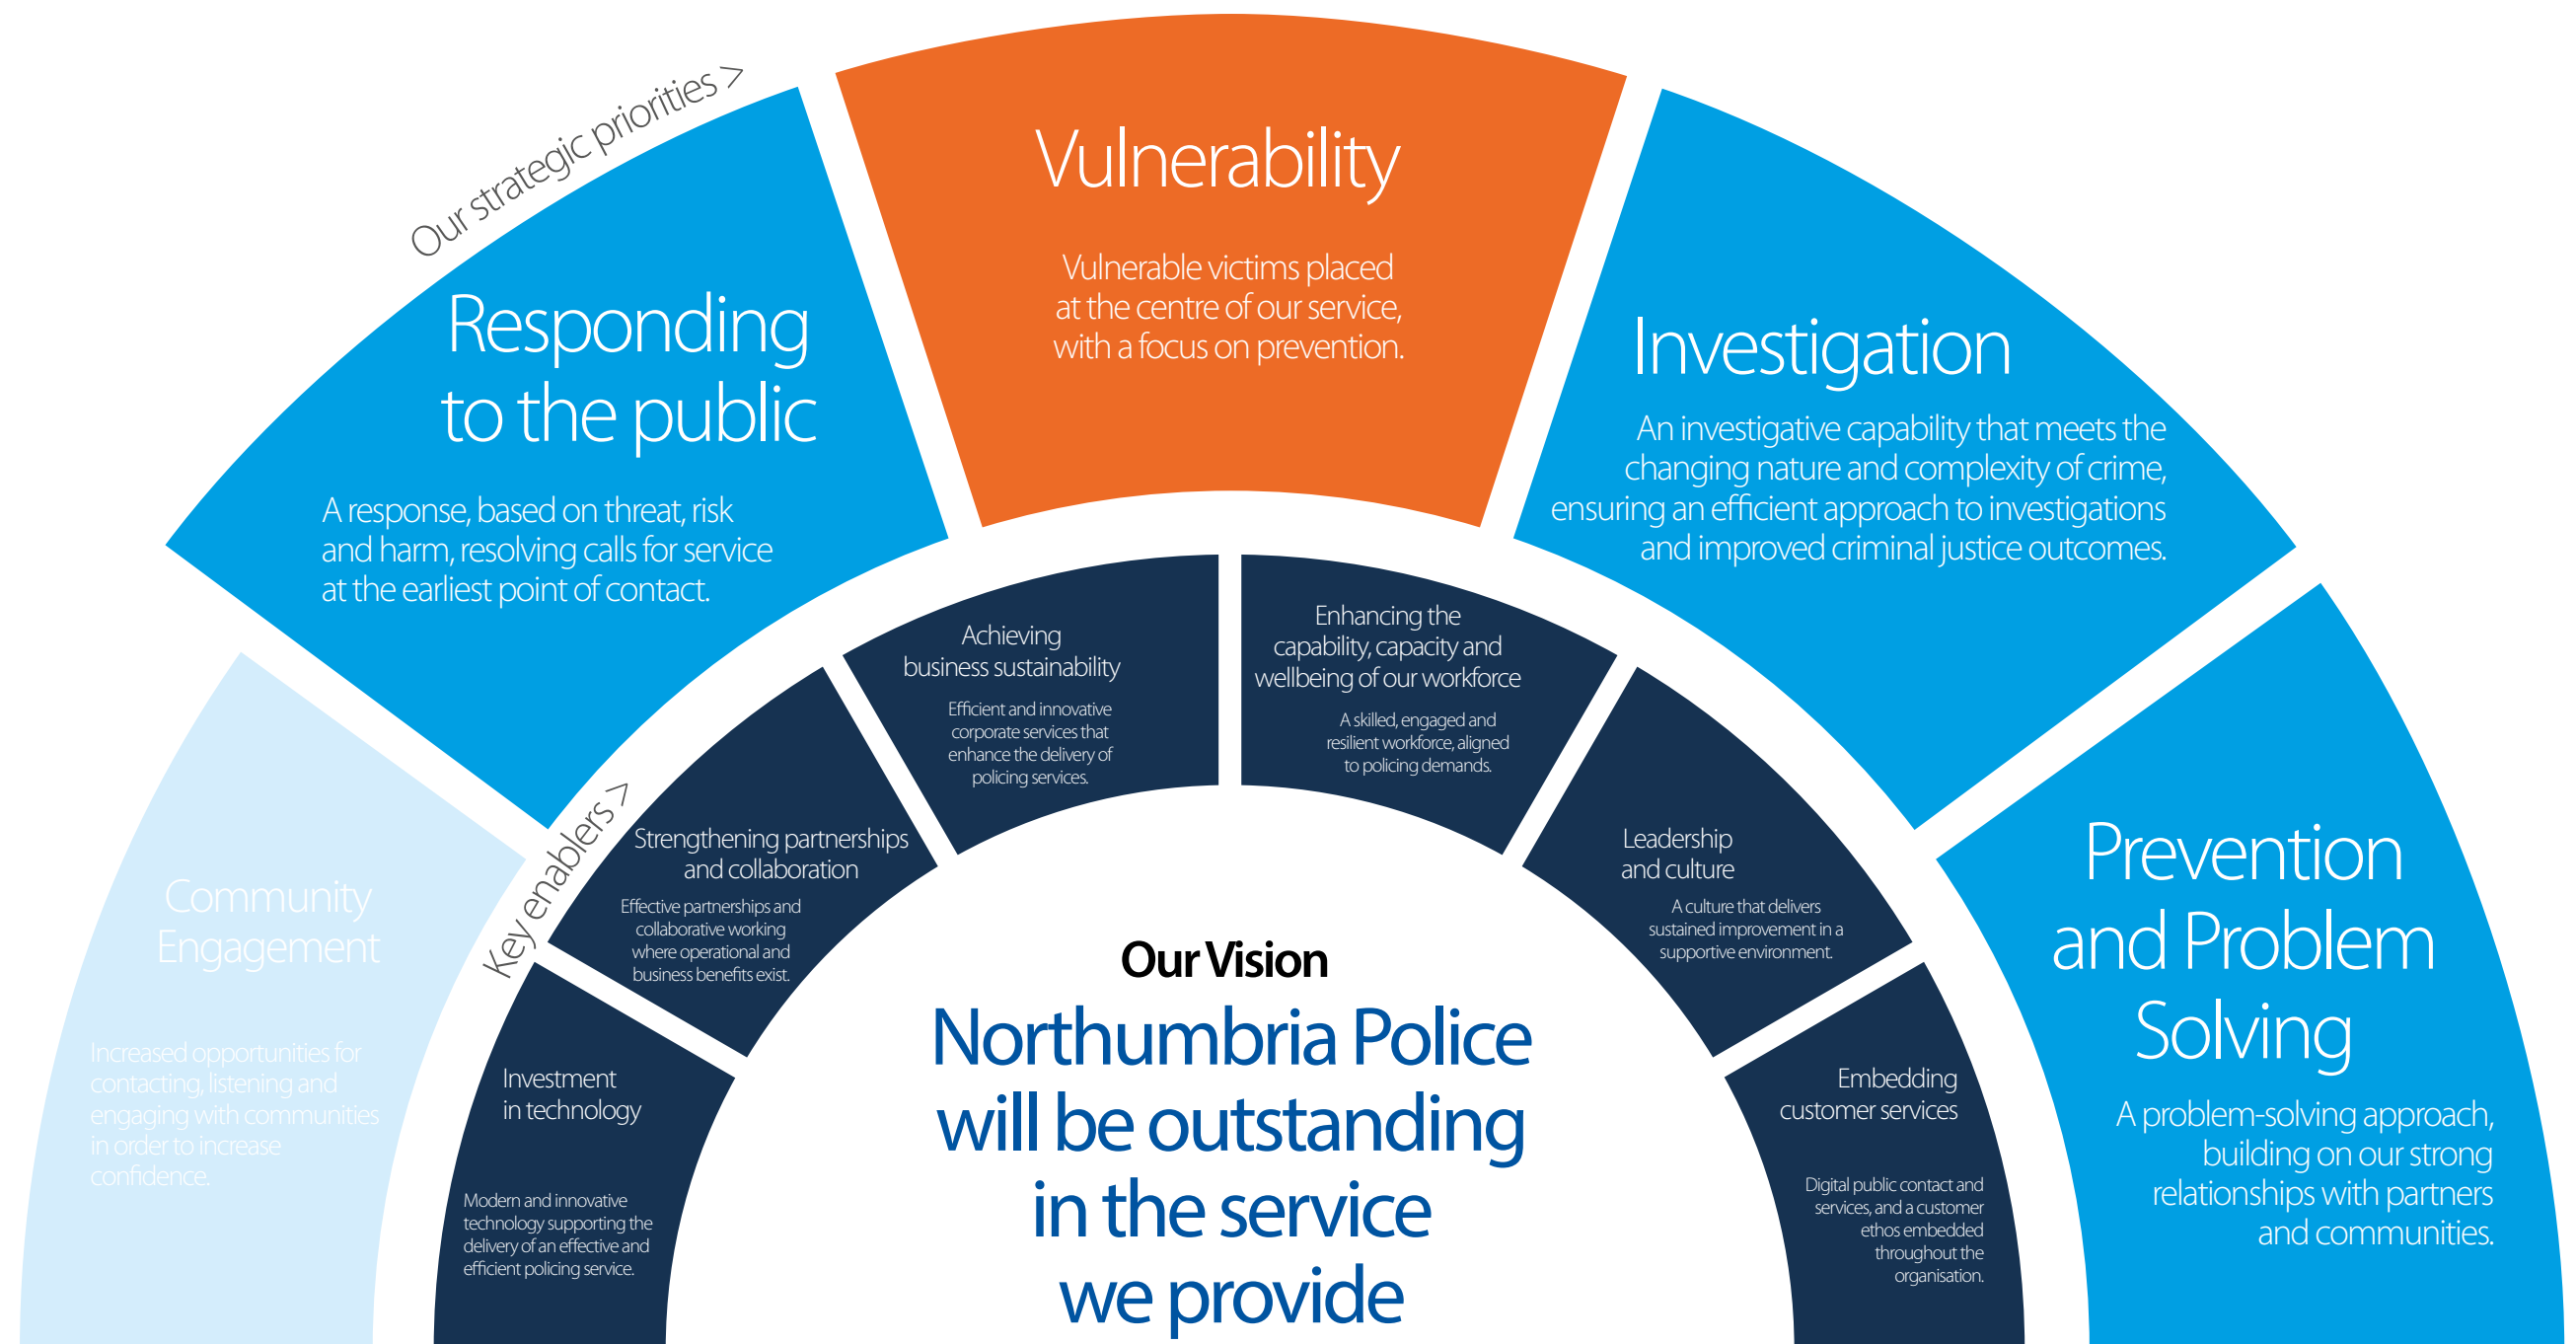 Our strategic priorities >
Community
Engagement
Increased opportunities for
contacting, listening and
engaging with communities
in order to increase
confidence.
Responding
to the public
A response, based on threat, risk
and harm, resolving calls for service
at the earliest point of contact.
Vulnerability
Vulnerable victims placed
at the centre of our service,
with a focus on prevention.
Investigation
An investigative capability that meets the
changing nature and complexity of crime,
ensuring an efficient approach to investigations
and improved criminal justice outcomes.
Prevention
and Problem
Solving
A problem-solving approach,
building on our strong
relationships with partners
and communities.
Key enablers >
Investment
in technology
Modern and innovative
technology supporting the
delivery of an effective and
efficient policing service.
Strengthening partnerships
and collaboration
Effective partnerships and
collaborative working
where operational and
business benefits exist.
Achieving
business sustainability
Efficient and innovative
corporate services that
enhance the delivery of
policing services.
Enhancing the
capability, capacity and
wellbeing of our workforce
A skilled, engaged and
resilient workforce, aligned
to policing demands.
Leadership
and culture
A culture that delivers
sustained improvement in a
supportive environment.
Embedding
customer services
Digital public contact and
services, and a customer
ethos embedded
throughout the
organisation.
Our Vision
Northumbria Police
will be outstanding
in the service
we provide